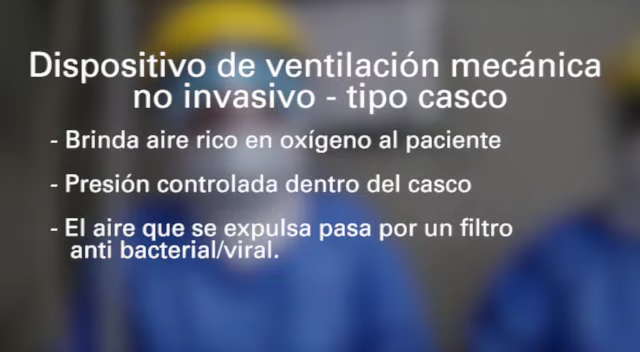 Dispositivo de ventilación mecánica
no invasivo - tipo casco
- Brinda aire rico en oxígeno al paciente
- Presión controlada dentro del casco
- El aire que se expulsa pasa por un filtro
anti bacterial/viral.